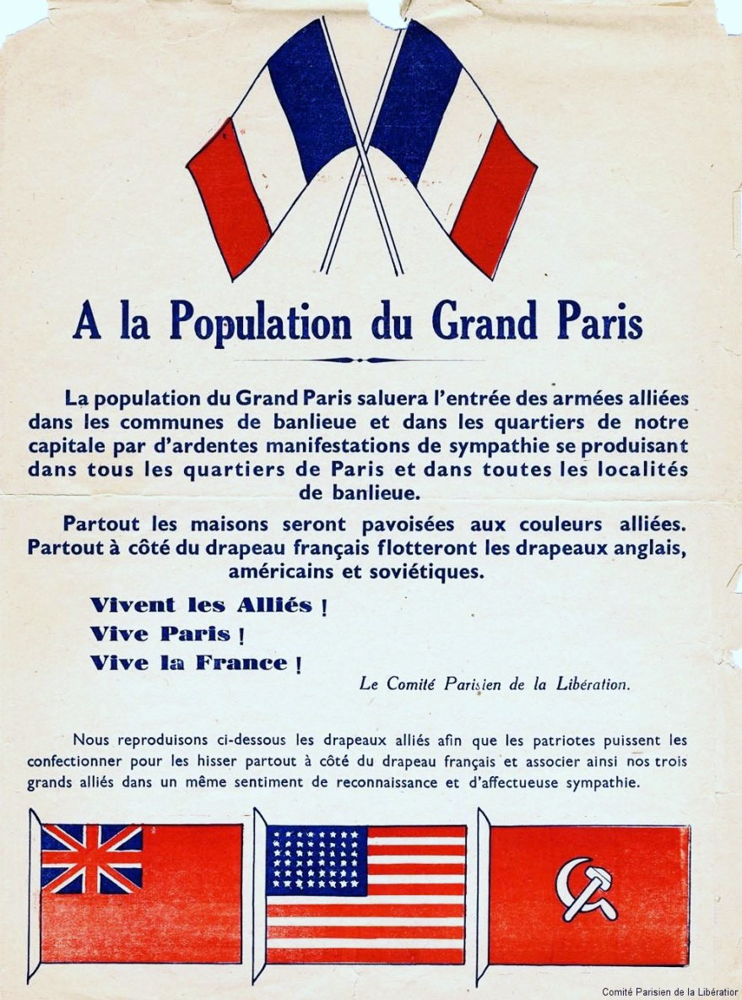 A la Population du Grand Paris
La population du Grand Paris saluera l'entrée des armées alliées
dans les communes de banlieue et dans les quartiers de notre
capitale par d'ardentes manifestations de sympathie se produisant
dans tous les quartiers de Paris et dans toutes les localités
de banlieue.
Partout les maisons seront pavoisées aux couleurs alliées.
Partout à côté du drapeau français flotteront les drapeaux anglais,
américains et soviétiques.
Vivent les Alliés !
Vive Paris !
Vive la France !
Le Comité Parisien de la Libération.
Nous reproduisons ci-dessous les drapeaux alliés afin que les patriotes puissent les
confectionner pour les hisser partout à côté du drapeau français et associer ainsi nos trois
grands alliés dans un même sentiment de reconnaissance et d'affectueuse sympathie.
Comité Parisien de la Libératior